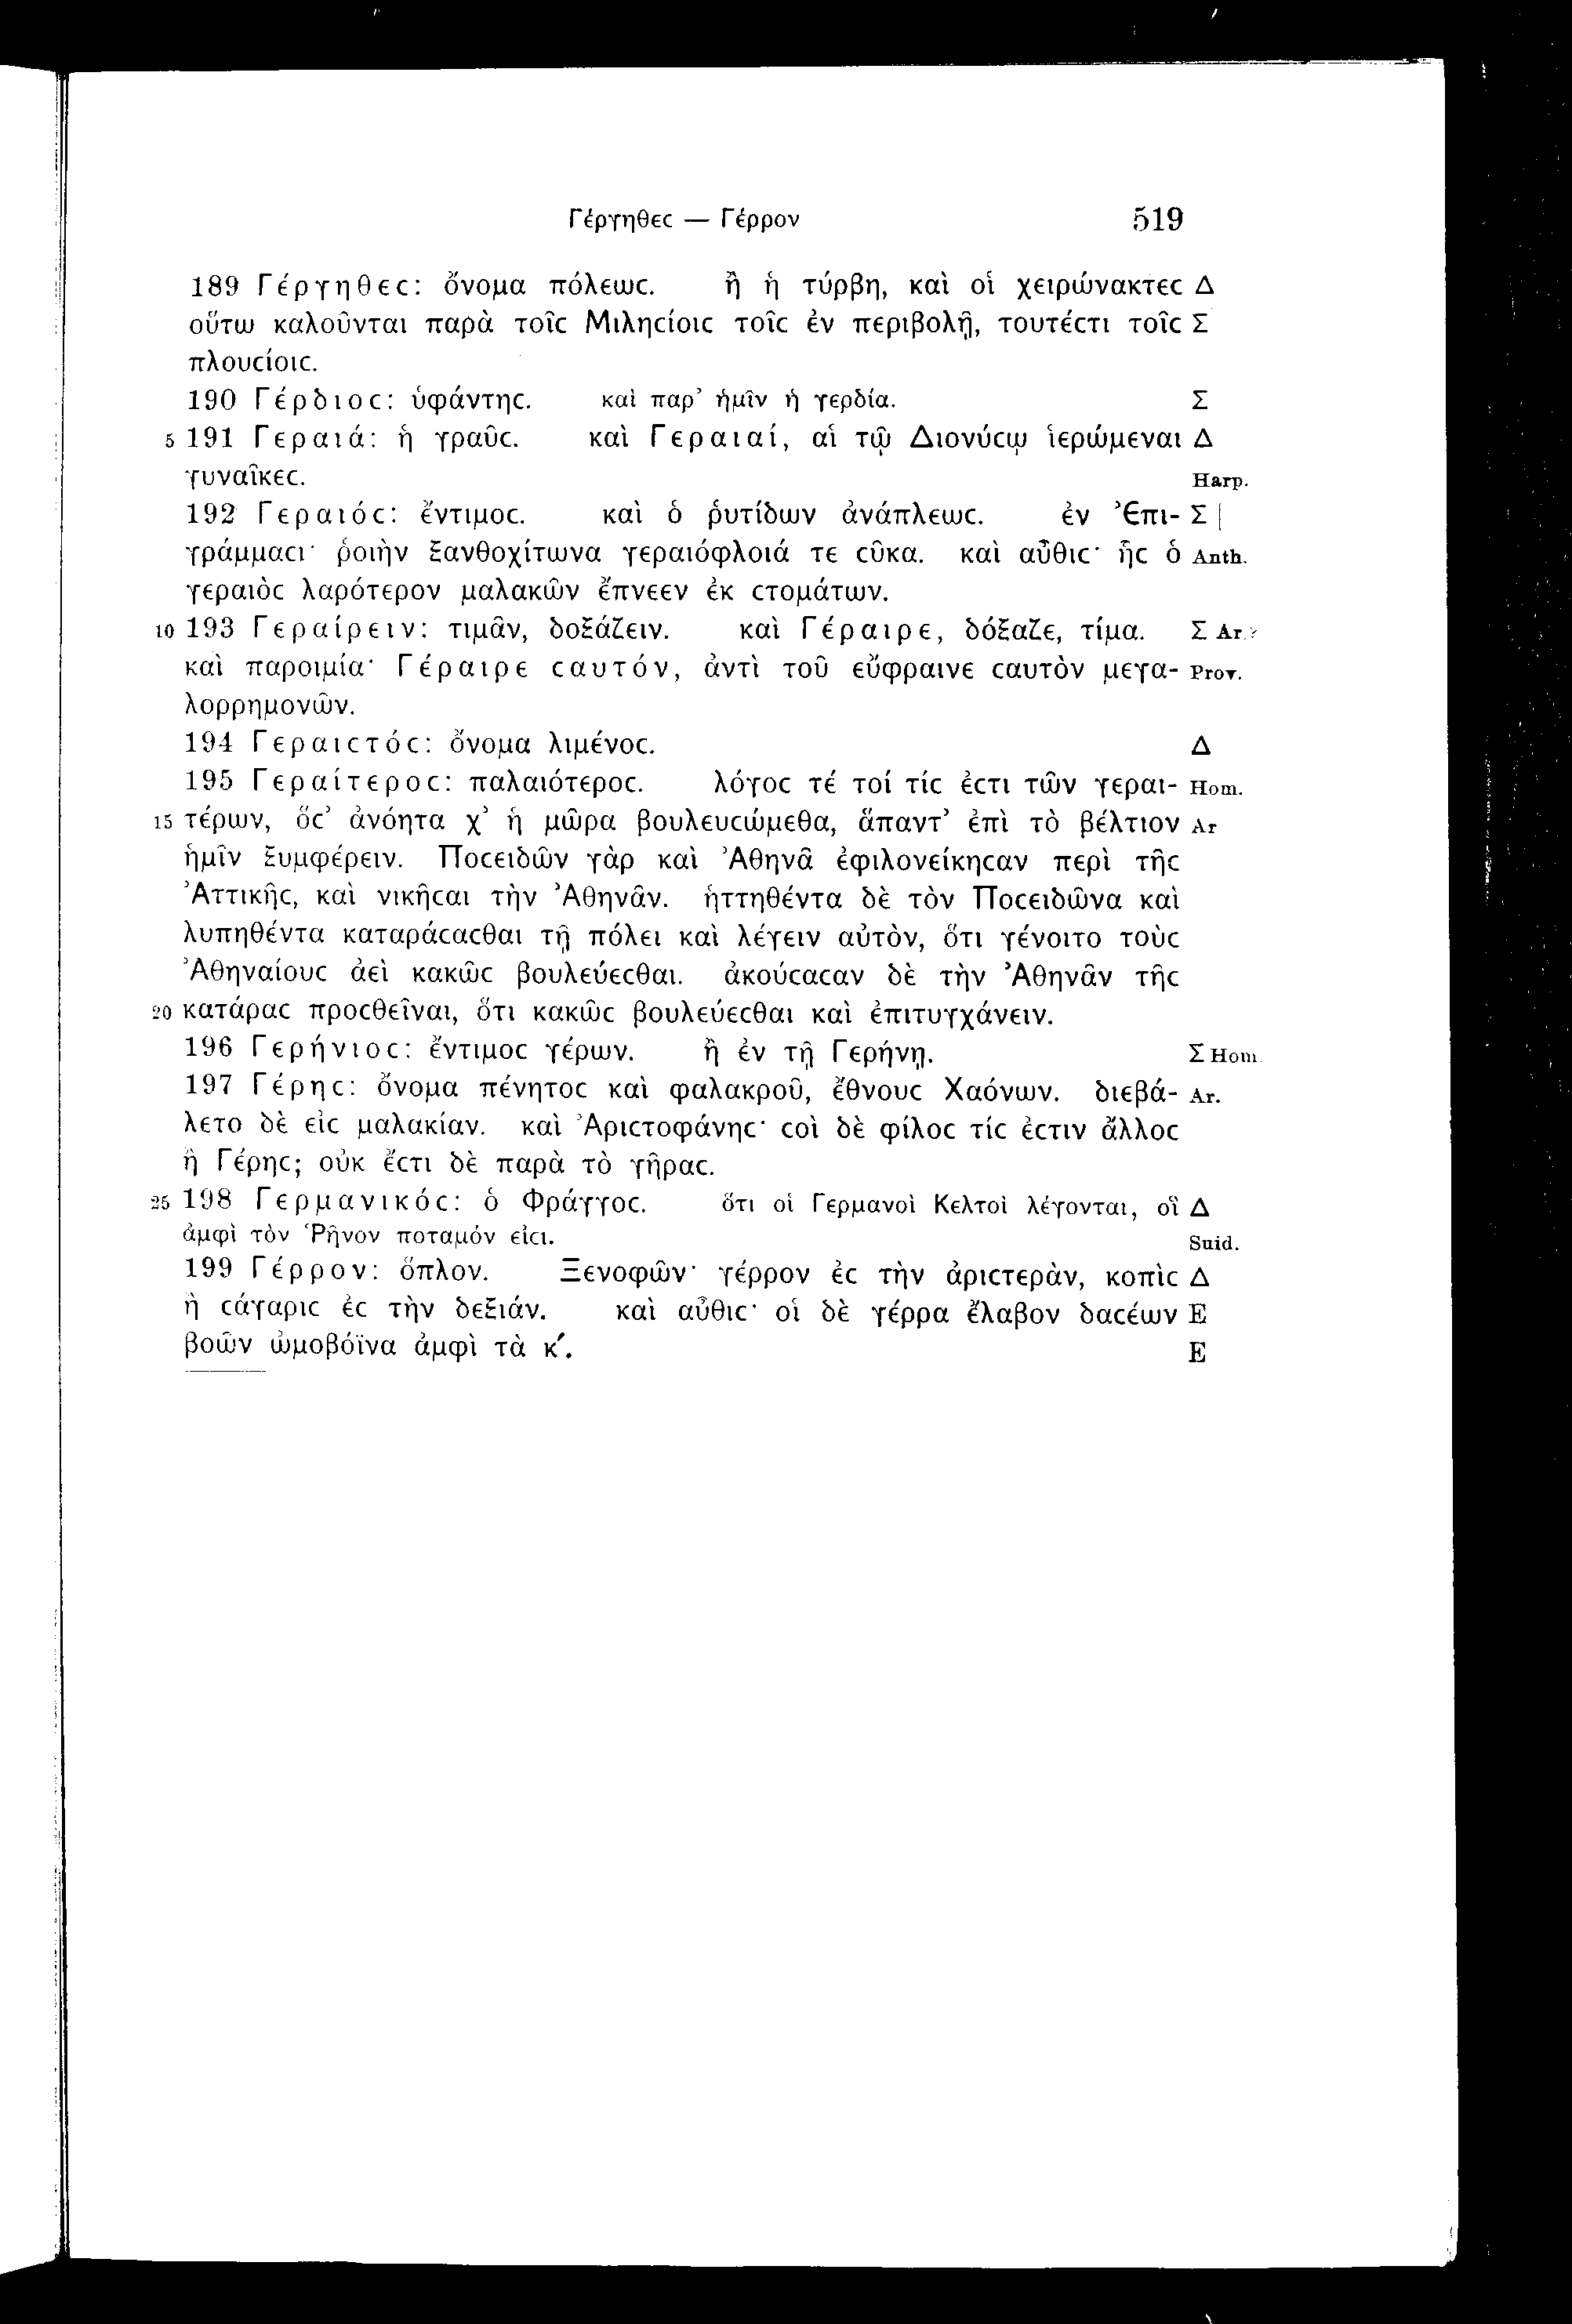 Γέργηθεϲ — Γέρρον 519
189 Γέργηθεϲ: ὄνομα πόλεωϲ. ἢ ἡ τύρβη, καὶ οἱ χειρώνακτεϲ Δ
οὕτω καλοῦνται παρὰ τοῖϲ Μιληϲίοιϲ τοῖϲ ἐν περιβολῇ, τουτέϲτι τοῖϲ Σ
πλουϲίοιϲ.
190 Γέρδιοϲ: ὑφάντηϲ. καὶ παρ’ ἡμῖν ἡ γερδία. Σ
5 191 Γεραιά: ἡ γραῦϲ. καὶ Γεραιαί, αἱ τῷ Διονύϲῳ ἱερώμεναι Δ
γυναῖκεϲ. Harp.
192 Γεραιόϲ: ἔντιμοϲ. καὶ ὁ ῥυτίδων ἀνάπλεωϲ. ἐν Ἐπι- Σ |
γράμμαϲι· ῥοιὴν ξανθοχίτωνα γεραιόφλοιά τε ϲῦκα. καὶ αὖθιϲ· ἧϲ ὁ Anth.
γεραιὸϲ λαρότερον μαλακῶν ἔπνεεν ἐκ ϲτομάτων.
10 193 Γεραίρειν: τιμᾶν, δοξάζειν. καὶ Γέραιρε, δόξαζε, τίμα. Σ Ar.?
καὶ παροιμία· Γέραιρε ϲαυτόν, ἀντὶ τοῦ εὔφραινε ϲαυτὸν μεγα- Prov.
λορρημονῶν.
194 Γεραιϲτόϲ: ὄνομα λιμένοϲ. Δ
195 Γεραίτεροϲ: παλαιότεροϲ. λόγοϲ τέ τοί τίϲ ἐϲτι τῶν γεραι- Hom.
15 τέρων, ὅϲ’ ἀνόητα χ’ ἡ μῶρα βουλευϲώμεθα, ἅπαντ’ ἐπὶ τὸ βέλτιον Ar
ἡμῖν ξυμφέρειν. Ποϲειδῶν γὰρ καὶ Ἀθηνᾶ ἐφιλονείκηϲαν περὶ τῆϲ
Ἀττικῆϲ, καὶ νικῆϲαι τὴν Ἀθηνᾶν. ἡττηθέντα δὲ τὸν Ποϲειδῶνα καὶ
λυπηθέντα καταράϲαϲθαι τῇ πόλει καὶ λέγειν αὐτὸν, ὅτι γένοιτο τοὺϲ
Ἀθηναίουϲ ἀεὶ κακῶϲ βουλεύεϲθαι. ἀκούϲαϲαν δὲ τὴν Ἀθηνᾶν τῆϲ
20 κατάραϲ προϲθεῖναι, ὅτι κακῶϲ βουλεύεϲθαι καὶ ἐπιτυγχάνειν.
196 Γερήνιοϲ: ἔντιμοϲ γέρων. ἢ ἐν τῇ Γερήνῃ. Σ Hom
197 Γέρηϲ: ὄνομα πένητοϲ καὶ φαλακροῦ, ἔθνουϲ Χαόνων. διεβά- Ar.
λετο δὲ εἰϲ μαλακίαν. καὶ Ἀριϲτοφάνηϲ· ϲοὶ δὲ φίλοϲ τίϲ ἐϲτιν ἄλλοϲ
ἢ Γέρηϲ; οὐκ ἔϲτι δὲ παρὰ τὸ γῆραϲ.
25 198 Γερμανικόϲ: ὁ Φράγγοϲ. ὅτι οἱ Γερμανοὶ Κελτοὶ λέγονται, οἳ Δ
ἀμφὶ τὸν Ῥῆνον ποταμόν εἰϲι. Suid.
199 Γέρρον: ὅπλον. Ξενοφῶν· γέρρον ἐϲ τὴν ἀριϲτερὰν, κοπὶϲ Δ
ἢ ϲάγαριϲ ἐϲ τὴν δεξιάν. καὶ αὖθιϲ· οἱ δὲ γέρρα ἔλαβον δαϲέων E
βοῶν ὠμοβόϊνα ἀμφὶ τὰ κ΄. E